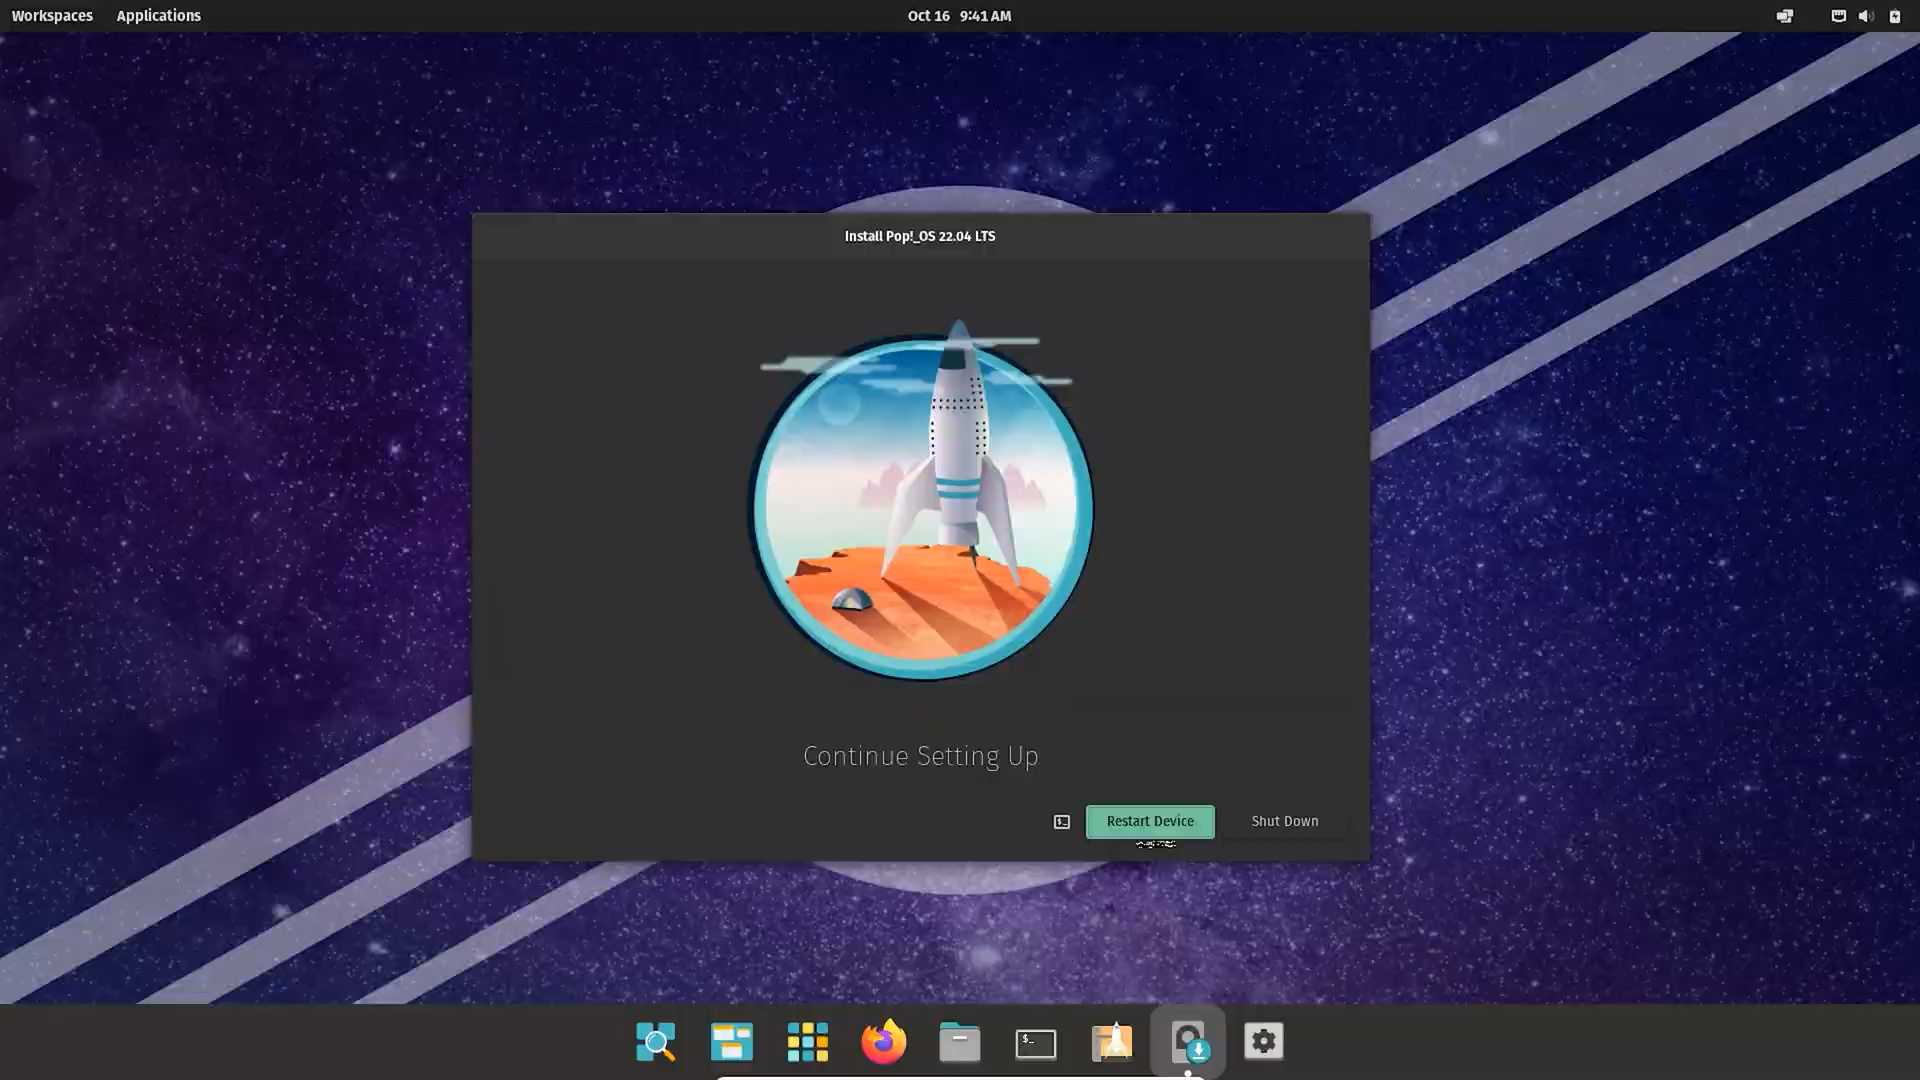 Workspaces Applications Oct 16 9:41 AM
Install Pop!_OS 22.04 LTS
Continue Setting Up
Restart Device Shut Down
$_